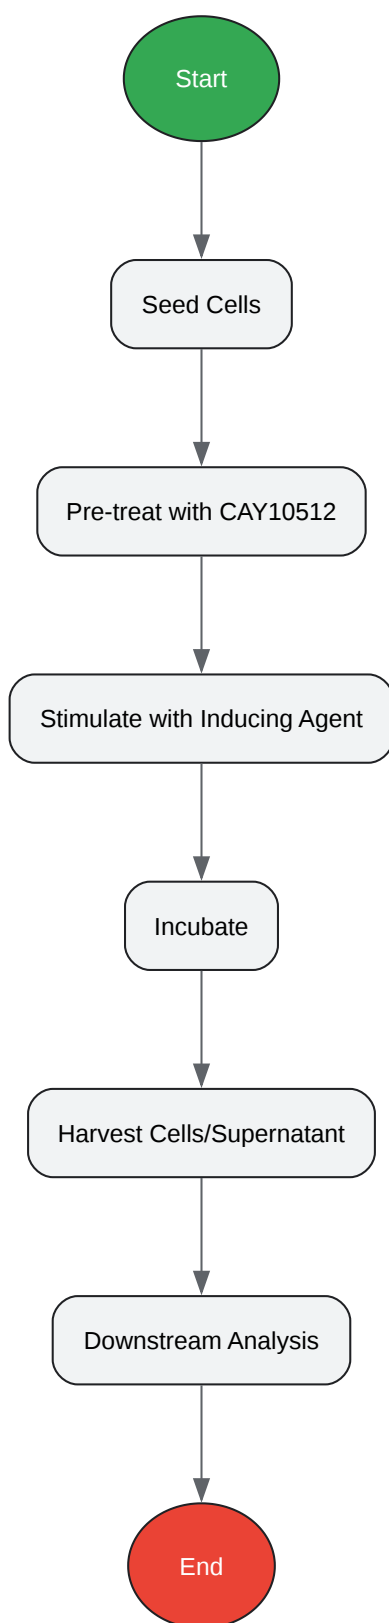 Start
Seed Cells
Pre-treat with CAY10512
Stimulate with Inducing Agent
Incubate
Harvest Cells/Supernatant
Downstream Analysis
End